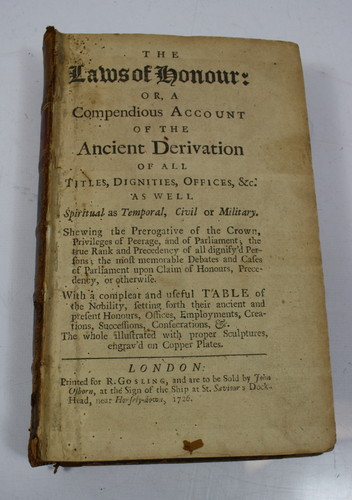 THE
Laws of Honour:
OR, A
Compendious ACCOUNT
OF THE
Ancient Derivation
OF ALL
TITLES, DIGNITIES, OFFICES, &c.
AS WELL
Spiritual as Temporal, Civil or Military.
Shewing the Prerogative of the Crown,
Privileges of Peerage, and of Parliament; the
true Rank and Precedency of all dignify'd Per-
sons; the most memorable Debates and Cases
of Parliament upon Claim of Honours, Prece-
dency, or otherwise.
With a compleat and useful TABLE of
the Nobility, setting forth their ancient and
present Honours, Offices, Employments, Crea-
tions, Successions, Consecrations, &c.
The whole illustrated with proper Sculptures,
engrav'd on Copper Plates.
LONDON:
Printed for R. GOSLING, and are to be Sold by John
Osborn, at the Sign of the Ship at St. Saviour's Dock-
Head, near Horsely-down, 1726.